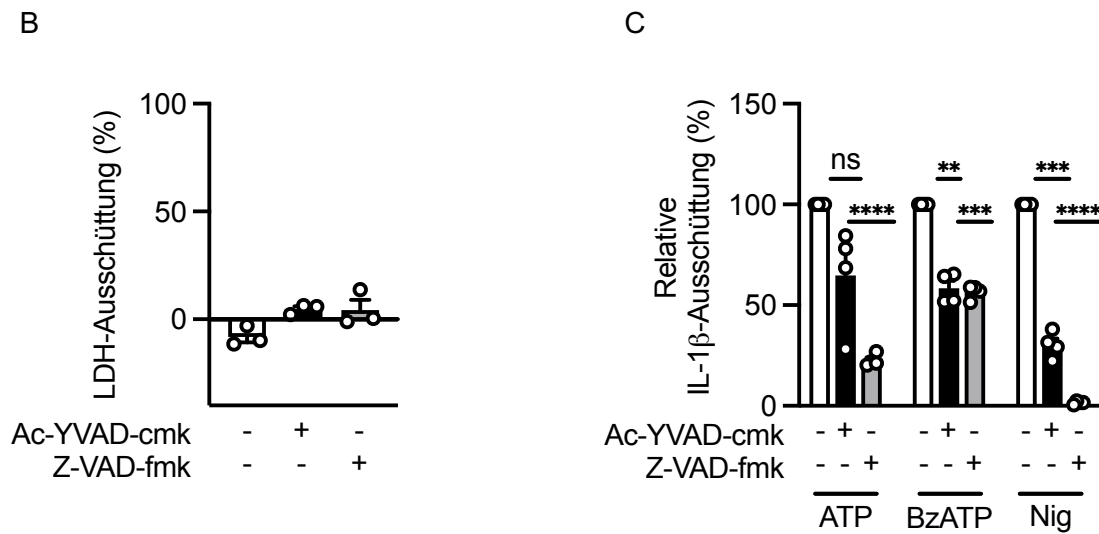 B
C
LDH-Ausschüttung (%)
100
50
0
Ac-YVAD-cmk - + -
Z-VAD-fmk - - +
Relative
IL-1β-Ausschüttung (%)
150
100
50
0
ns ** ***
**** *** ****
Ac-YVAD-cmk - + - - + - - + -
Z-VAD-fmk - - + - - + - - +
ATP BzATP Nig